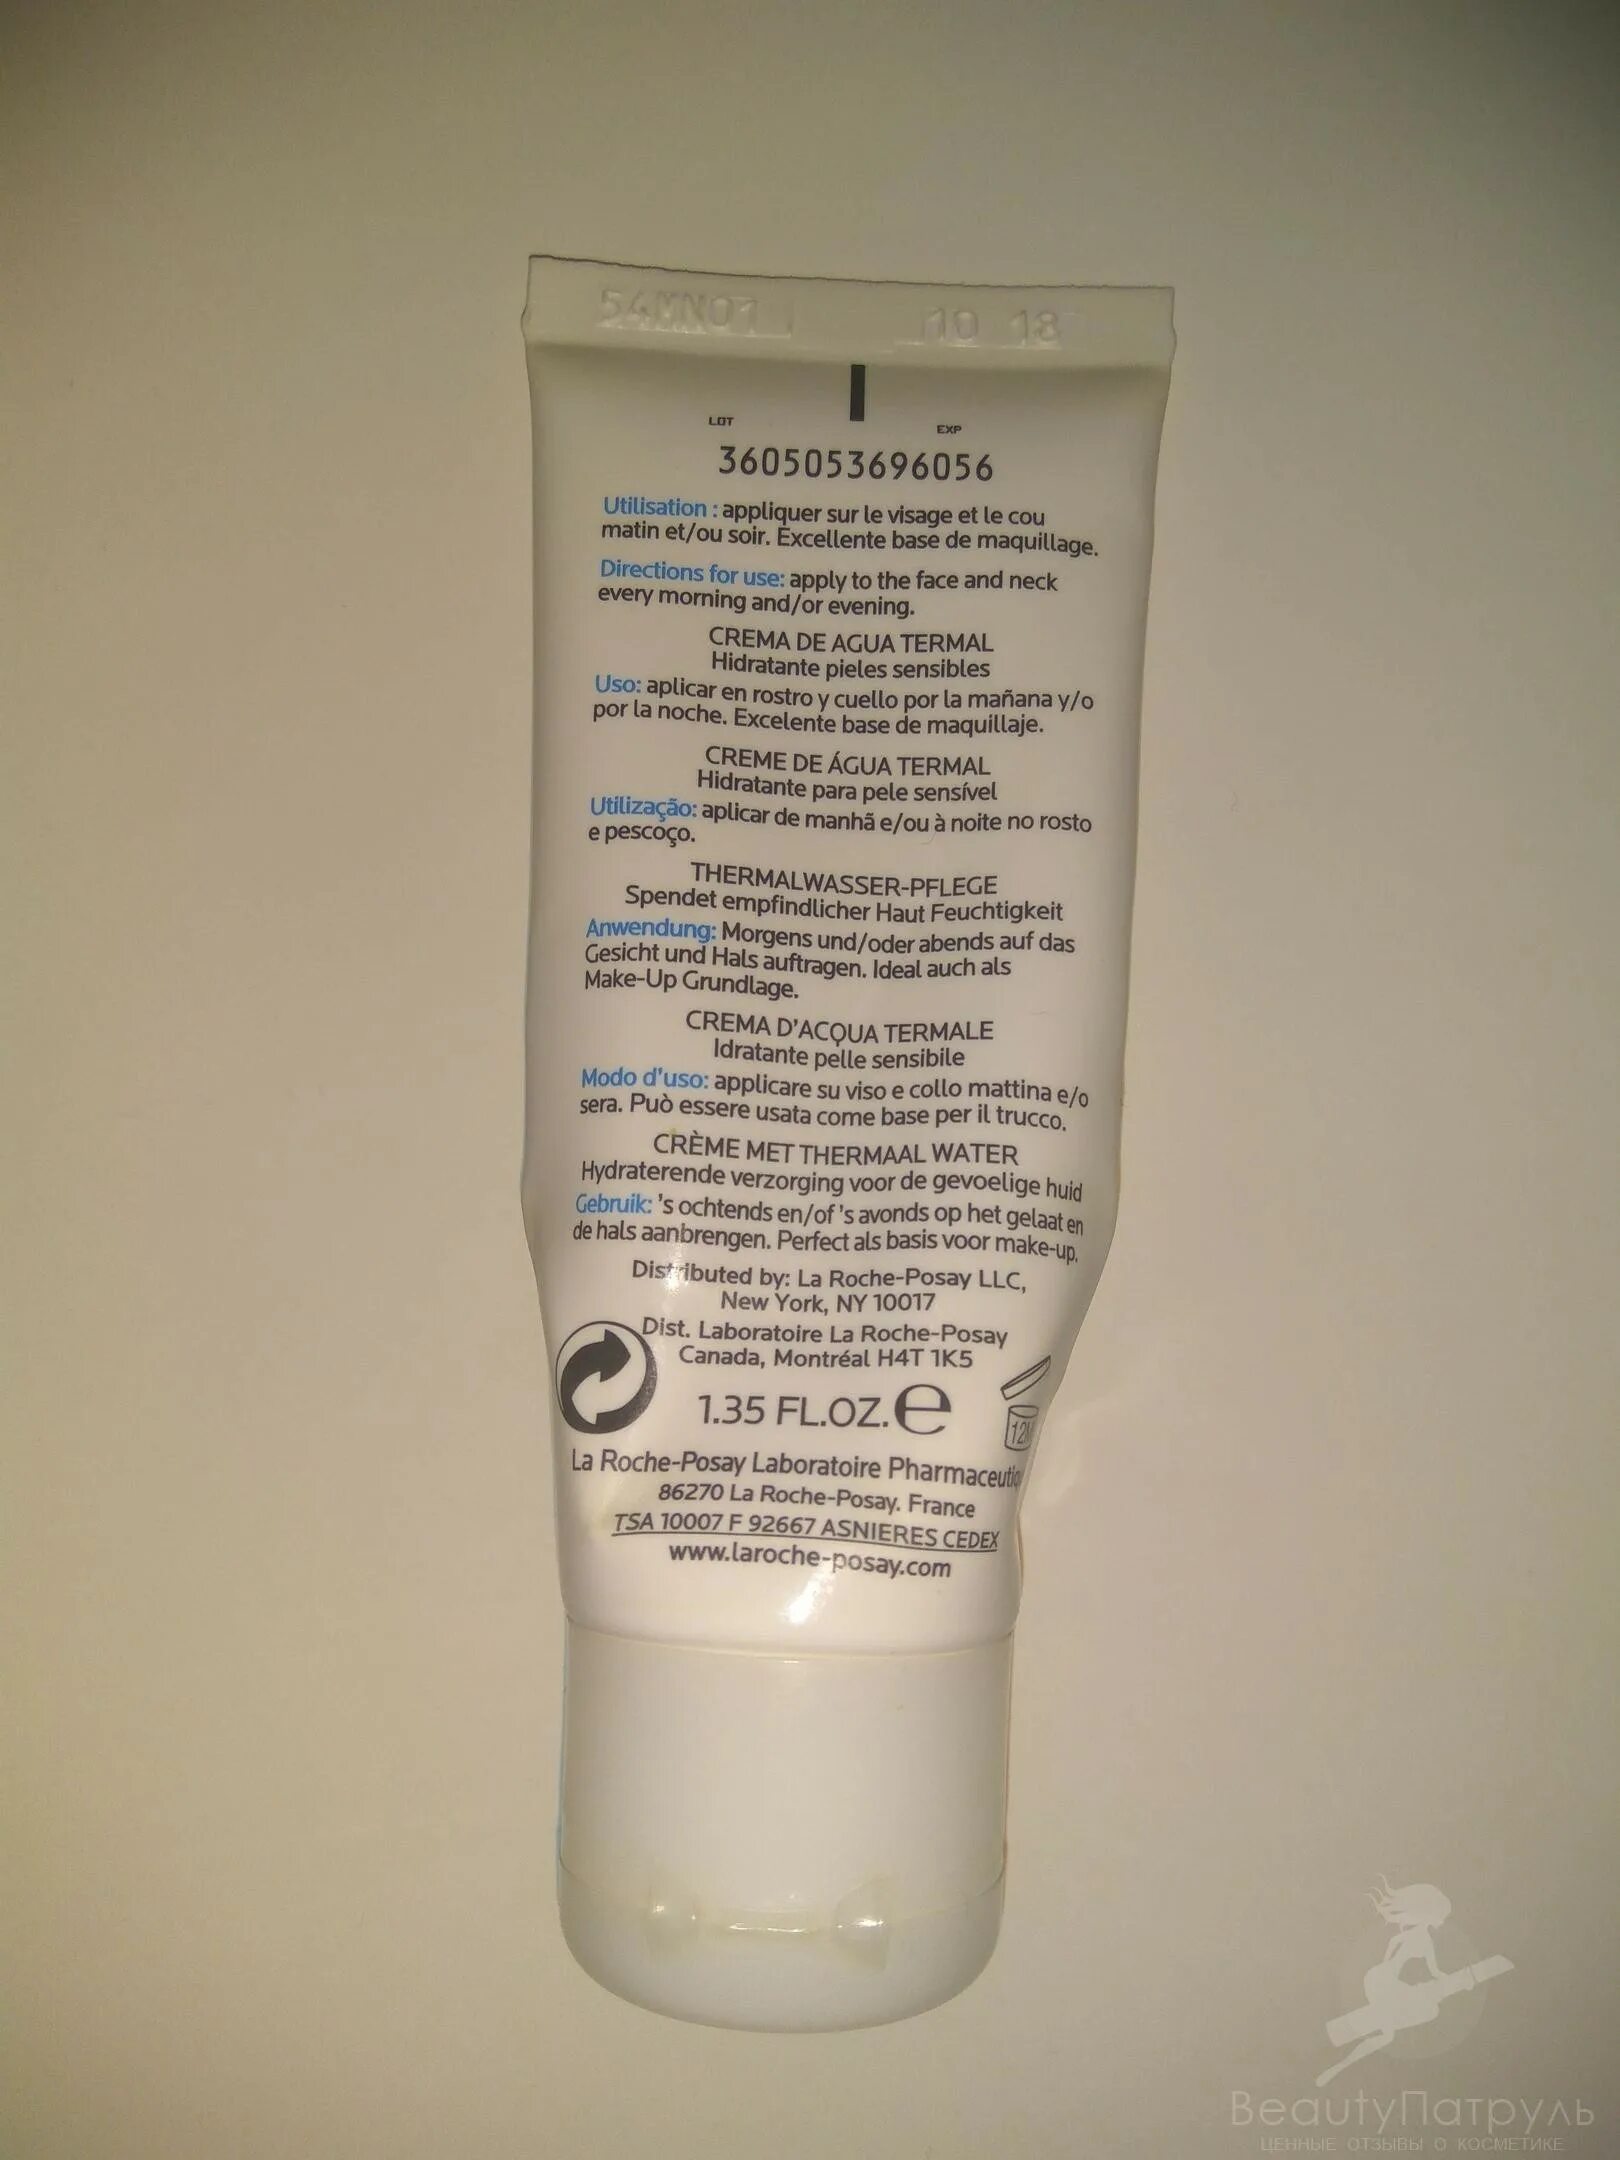 54MN01 10 18
LOT EXP
3605053696056
Utilisation : appliquer sur le visage et le cou
matin et/ou soir. Excellente base de maquillage.
Directions for use: apply to the face and neck
every morning and/or evening.
CREMA DE AGUA TERMAL
Hidratante pieles sensibles
Uso: aplicar en rostro y cuello por la mañana y/o
por la noche. Excelente base de maquillaje.
CREME DE ÁGUA TERMAL
Hidratante para pele sensível
Utilização: aplicar de manhã e/ou à noite no rosto
e pescoço.
THERMALWASSER-PFLEGE
Spendet empfindlicher Haut Feuchtigkeit
Anwendung: Morgens und/oder abends auf das
Gesicht und Hals auftragen. Ideal auch als
Make-Up Grundlage.
CREMA D'ACQUA TERMALE
Idratante pelle sensibile
Modo d'uso: applicare su viso e collo mattina e/o
sera. Può essere usata come base per il trucco.
CRÈME MET THERMAAL WATER
Hydraterende verzorging voor de gevoelige huid
Gebruik: 's ochtends en/of 's avonds op het gelaat en
de hals aanbrengen. Perfect als basis voor make-up.
Distributed by: La Roche-Posay LLC,
New York, NY 10017
Dist. Laboratoire La Roche-Posay
Canada, Montréal H4T 1K5
1.35 FL.OZ. e
12M
La Roche-Posay Laboratoire Pharmaceutiq
86270 La Roche-Posay. France
TSA 10007 F 92667 ASNIERES CEDEX
www.laroche-posay.com
BeautyПатруль
ЦЕННЫЕ ОТЗЫВЫ О КОСМЕТИКЕ